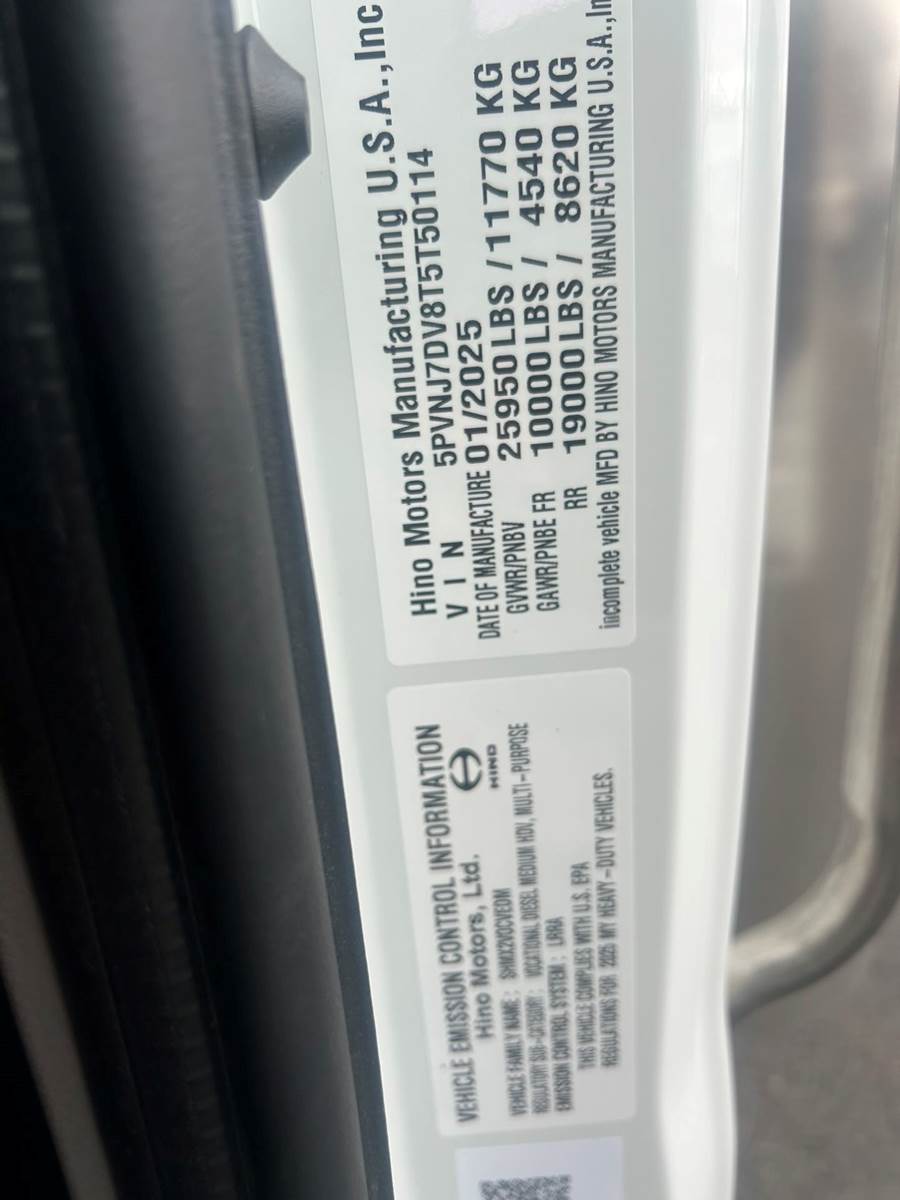 Hino Motors Manufacturing U.S.A.,Inc
VIN 5PVNJ7DV8T5T50114
DATE OF MANUFACTURE 01/2025
GVWR/PNBV 25950 LBS / 11770 KG
GAWR/PNBE FR 10000 LBS / 4540 KG
RR 19000 LBS / 8620 KG
incomplete vehicle MFD BY HINO MOTORS MANUFACTURING U.S.A.,In
VEHICLE EMISSION CONTROL INFORMATION
Hino Motors, Ltd.
HINO
VEHICLE FAMILY NAME :
REGULATORY SUB-CATEGORY : VOCATIONAL DIESEL MEDIUM HDV, MULTI-PURPOSE
EMISSION CONTROL SYSTEM : LRRA
THIS VEHICLE COMPLIES WITH U.S. EPA
REGULATIONS FOR MY HEAVY-DUTY VEHICLES.